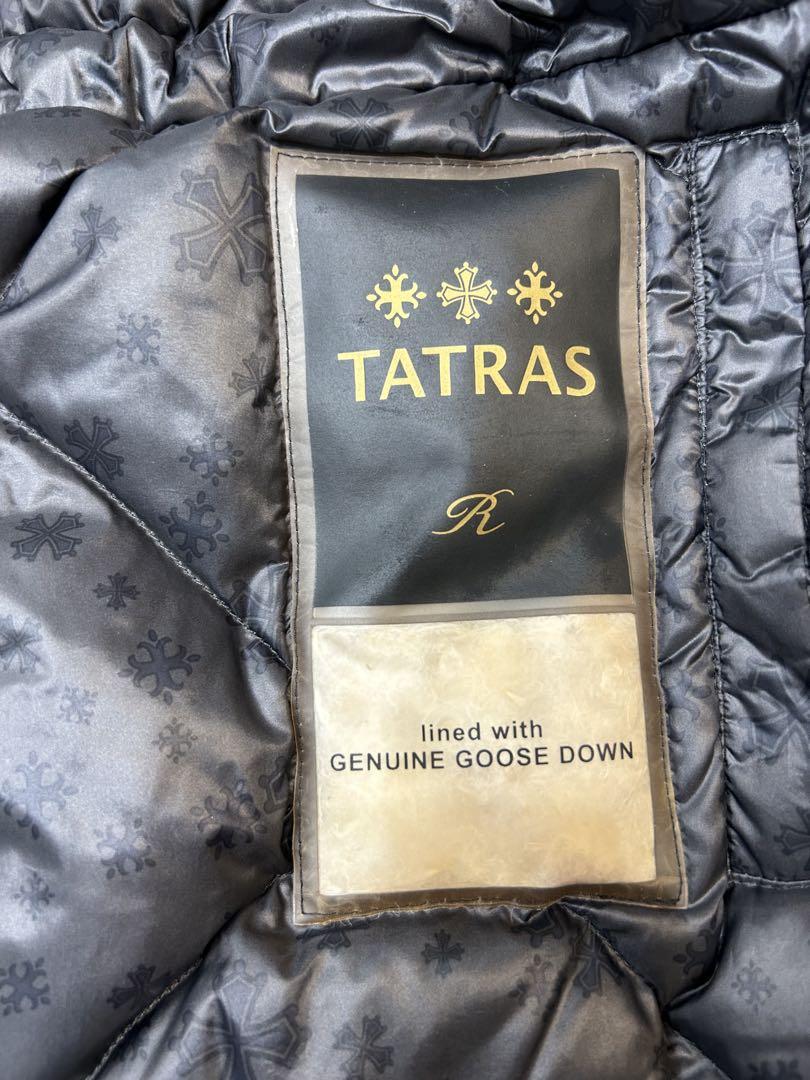 TATRAS
R
lined with
GENUINE GOOSE DOWN